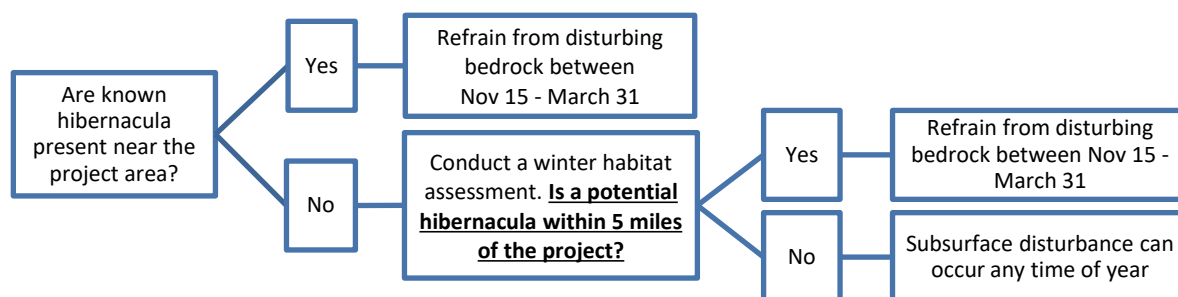 Are known
hibernacula
present near the
project area?
Yes
Refrain from disturbing
bedrock between
Nov 15 - March 31
No
Conduct a winter habitat
assessment. Is a potential
hibernacula within 5 miles
of the project?
Yes
Refrain from disturbing
bedrock between Nov 15 -
March 31
No
Subsurface disturbance can
occur any time of year